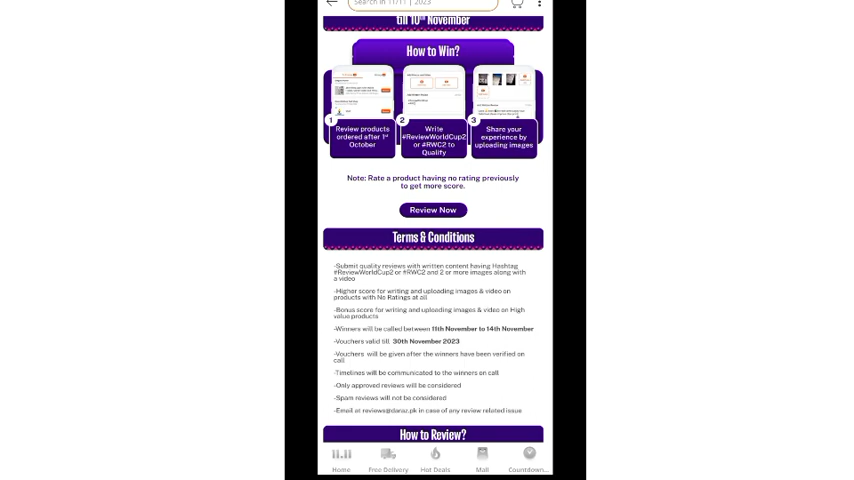 Search in 11/11 | 2023
till 10th November
How to Win?
1
Review products
ordered after 1st
October
2
Write
#ReviewWorldCup2
or #RWC2 to
Qualify
3
Share your
experience by
uploading images
Note: Rate a product having no rating previously
to get more score.
Review Now
Terms & Conditions
-Submit quality reviews with written content having Hashtag
#ReviewWorldCup2 or #RWC2 and 2 or more images along with
a video
-Higher score for writing and uploading images & video on
products with No Ratings at all
-Bonus score for writing and uploading images & video on High
value products
-Winners will be called between 11th November to 14th November
-Vouchers valid till 30th November 2023
-Vouchers will be given after the winners have been verified on
call
-Timelines will be communicated to the winners on call
-Only approved reviews will be considered
-Spam reviews will not be considered
-Email at reviews@daraz.pk in case of any review related issue
How to Review?
11.11
Home
Free Delivery
Hot Deals
Mall
Countdown...